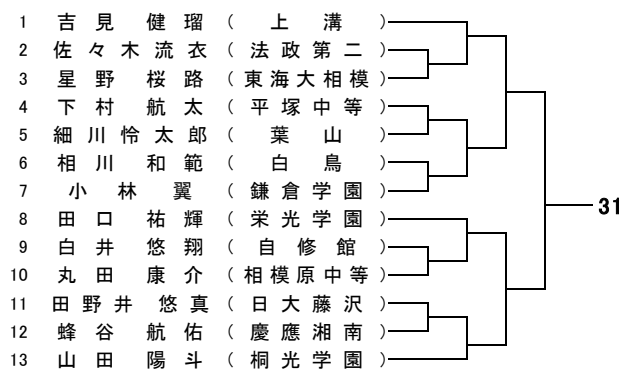 1 吉見 健瑠 ( 上溝 )
2 佐々木流衣 ( 法政第二 )
3 星野 桜路 ( 東海大相模 )
4 下村 航太 ( 平塚中等 )
5 細川怜太郎 ( 葉山 )
6 相川 和範 ( 白鳥 )
7 小林 翼 ( 鎌倉学園 )
31
8 田口 祐輝 ( 栄光学園 )
9 白井 悠翔 ( 自修館 )
10 丸田 康介 ( 相模原中等 )
11 田野井 悠真 ( 日大藤沢 )
12 蜂谷 航佑 ( 慶應湘南 )
13 山田 陽斗 ( 桐光学園 )